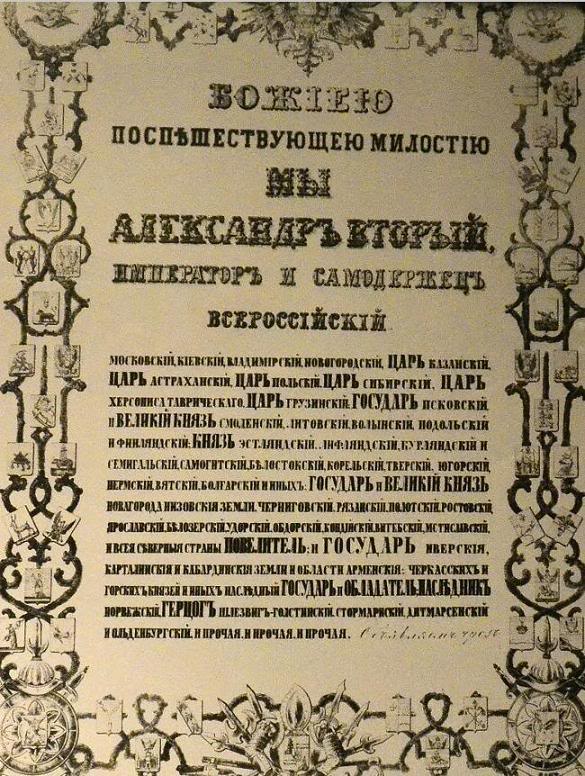 БОЖІЕЮ
ПОСПѢШЕСТВУЮЩЕЮ МИЛОСТІЮ
МЫ
АЛЕКСАНДРЪ ВТОРЫЙ,
ИМПЕРАТОРЪ И САМОДЕРЖЕЦЪ
ВСЕРОССІЙСКІЙ
МОСКОВСКІЙ, КІЕВСКІЙ, ВЛАДИМІРСКІЙ, НОВОГОРОДСКІЙ, ЦАРЬ КАЗАНСКІЙ,
ЦАРЬ АСТРАХАНСКІЙ, ЦАРЬ ПОЛЬСКІЙ, ЦАРЬ СИБИРСКІЙ, ЦАРЬ
ХЕРСОНИСА ТАВРИЧЕСКАГО, ЦАРЬ ГРУЗИНСКІЙ; ГОСУДАРЬ ПСКОВСКІЙ,
И ВЕЛИКІЙ КНЯЗЬ СМОЛЕНСКІЙ, ЛИТОВСКІЙ, ВОЛЫНСКІЙ, ПОДОЛЬСКІЙ
И ФИНЛЯНДСКІЙ; КНЯЗЬ ЭСТЛЯНДСКІЙ, ЛИФЛЯНДСКІЙ, КУРЛЯНДСКІЙ И
СЕМИГАЛЬСКІЙ, САМОГИТСКІЙ, БѢЛОСТОКСКІЙ, КОРЕЛЬСКІЙ, ТВЕРСКІЙ, ЮГОРСКІЙ,
ПЕРМСКІЙ, ВЯТСКІЙ, БОЛГАРСКІЙ И ИНЫХЪ; ГОСУДАРЬ И ВЕЛИКІЙ КНЯЗЬ
НОВАГОРОДА НИЗОВСКІЯ ЗЕМЛИ, ЧЕРНИГОВСКІЙ, РЯЗАНСКІЙ, ПОЛОТСКІЙ, РОСТОВСКІЙ,
ЯРОСЛАВСКІЙ, БѢЛОЗЕРСКІЙ, УДОРСКІЙ, ОБДОРСКІЙ, КОНДІЙСКІЙ, ВИТЕБСКІЙ, МСТИСЛАВСКІЙ,
И ВСЕЯ СѢВЕРНЫЯ СТРАНЫ ПОВЕЛИТЕЛЬ; И ГОСУДАРЬ ИВЕРСКІЯ,
КАРТАЛИНСКІЯ И КАБАРДИНСКІЯ ЗЕМЛИ И ОБЛАСТИ АРМЕНСКІЯ; ЧЕРКАССКИХЪ И
ГОРСКИХЪ КНЯЗЕЙ И ИНЫХЪ НАСЛѢДНЫЙ ГОСУДАРЬ И ОБЛАДАТЕЛЬ; НАСЛѢДНИКЪ
НОРВЕЖСКІЙ, ГЕРЦОГЪ ШЛЕЗВИГ-ГОЛСТИНСКІЙ, СТОРМАРНСКІЙ, ДИТМАРСЕНСКІЙ
И ОЛЬДЕНБУРГСКІЙ, И ПРОЧАЯ, И ПРОЧАЯ, И ПРОЧАЯ. Объявляемъ чрезъ